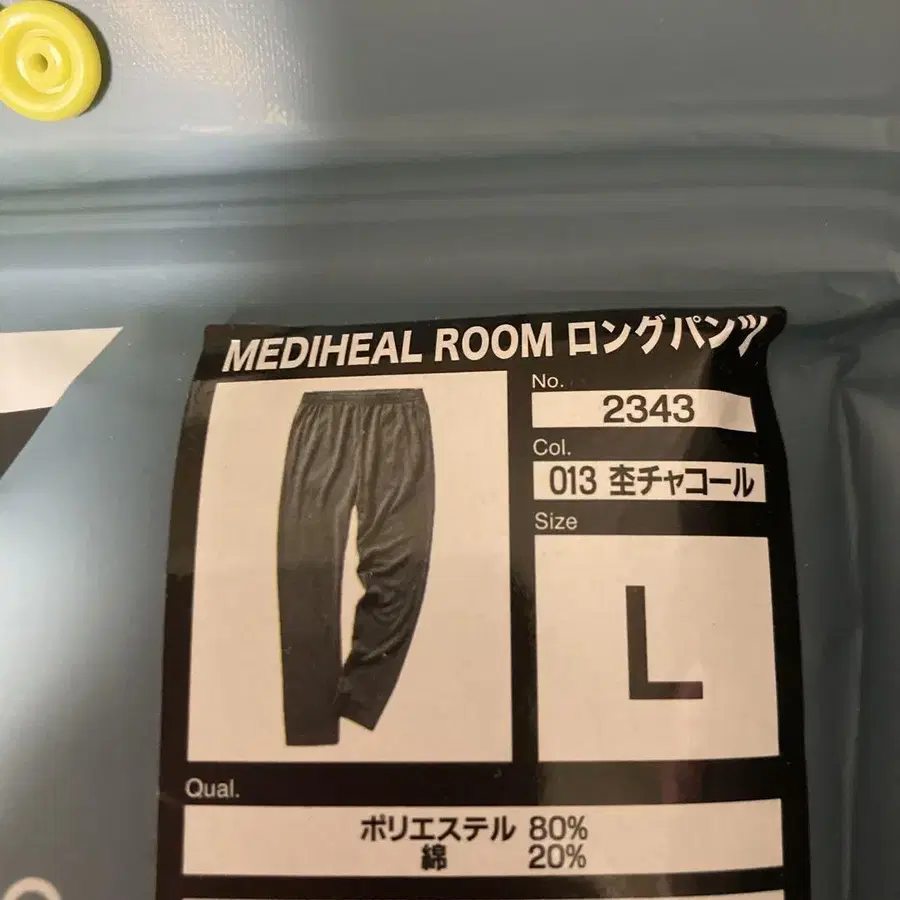 MEDIHEAL ROOM ロングパンツ
No.
2343
Col.
013 杢チャコール
Size
L
Qual.
ポリエステル 80%
綿 20%